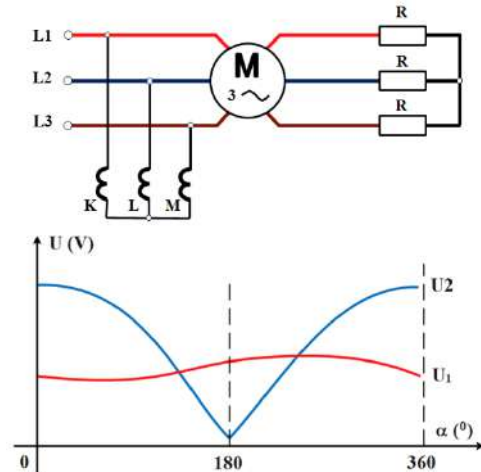 L1
R
L2
M
3 ~
R
L3
R
K L M
U (V)
U2
U₁
α (⁰)
0 180 360